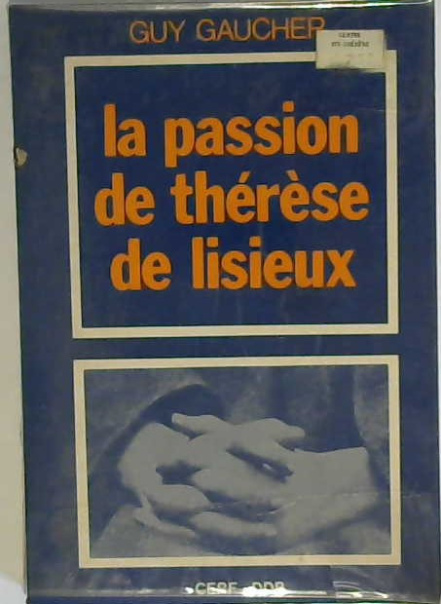 GUY GAUCHER
la passion
de thérèse
de lisieux
CERF - DDB